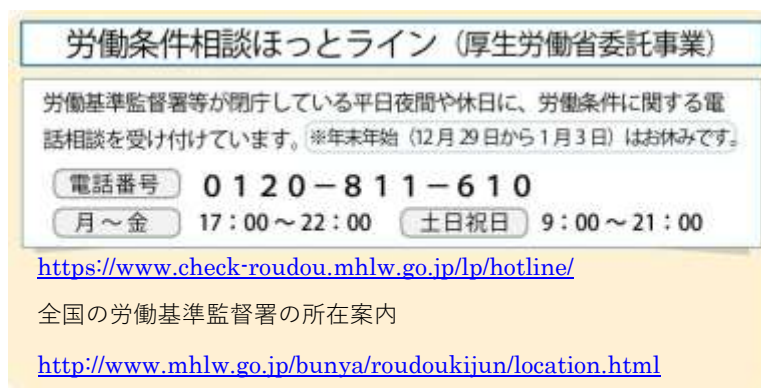 労働条件相談ほっとライン（厚生労働省委託事業）
労働基準監督署等が閉庁している平日夜間や休日に、労働条件に関する電
話相談を受け付けています。※年末年始（12月29日から1月3日）はお休みです。
電話番号 0120－811－610
月～金 17：00～22：00 土日祝日 9：00～21：00
https://www.check-roudou.mhlw.go.jp/lp/hotline/
全国の労働基準監督署の所在案内
http://www.mhlw.go.jp/bunya/roudoukijun/location.html